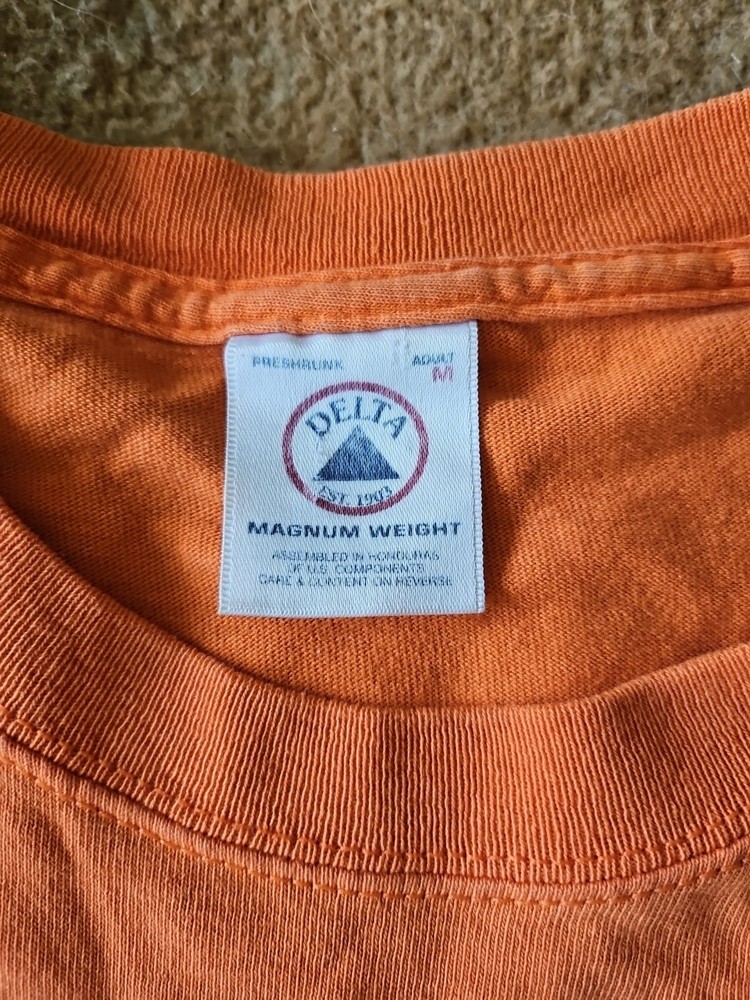 PRESHRUNK ADULT
M
DELTA
EST. 1903
MAGNUM WEIGHT
ASSEMBLED IN HONDURAS
OF U.S. COMPONENTS
CARE & CONTENT ON REVERSE